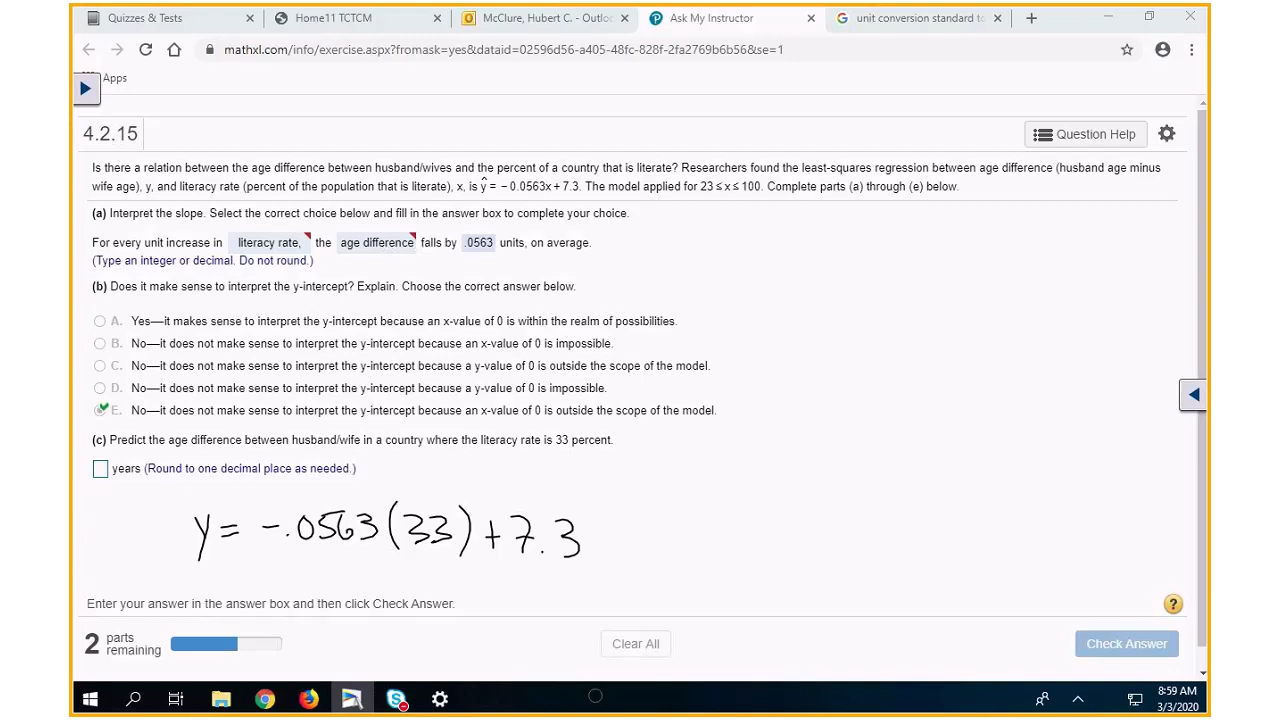 Quizzes & Tests
Home11 TCTCM
McClure, Hubert C. - Outloo
Ask My Instructor
unit conversion standard to
mathxl.com/info/exercise.aspx?fromask=yes&dataid=02596d56-a405-48fc-828f-2fa2769b6b56&se=1
Apps
4.2.15
Question Help
Is there a relation between the age difference between husband/wives and the percent of a country that is literate? Researchers found the least-squares regression between age difference (husband age minus
wife age), y, and literacy rate (percent of the population that is literate), x, is ŷ = − 0.0563x + 7.3. The model applied for 23 ≤ x ≤ 100. Complete parts (a) through (e) below.
(a) Interpret the slope. Select the correct choice below and fill in the answer box to complete your choice.
For every unit increase in literacy rate, the age difference falls by .0563 units, on average.
(Type an integer or decimal. Do not round.)
(b) Does it make sense to interpret the y-intercept? Explain. Choose the correct answer below.
A. Yes—it makes sense to interpret the y-intercept because an x-value of 0 is within the realm of possibilities.
B. No—it does not make sense to interpret the y-intercept because an x-value of 0 is impossible.
C. No—it does not make sense to interpret the y-intercept because a y-value of 0 is outside the scope of the model.
D. No—it does not make sense to interpret the y-intercept because a y-value of 0 is impossible.
E. No—it does not make sense to interpret the y-intercept because an x-value of 0 is outside the scope of the model.
(c) Predict the age difference between husband/wife in a country where the literacy rate is 33 percent.
years (Round to one decimal place as needed.)
y = -.0563(33)+7.3
Enter your answer in the answer box and then click Check Answer.
?
2 parts remaining
Clear All
Check Answer
8:59 AM
3/3/2020